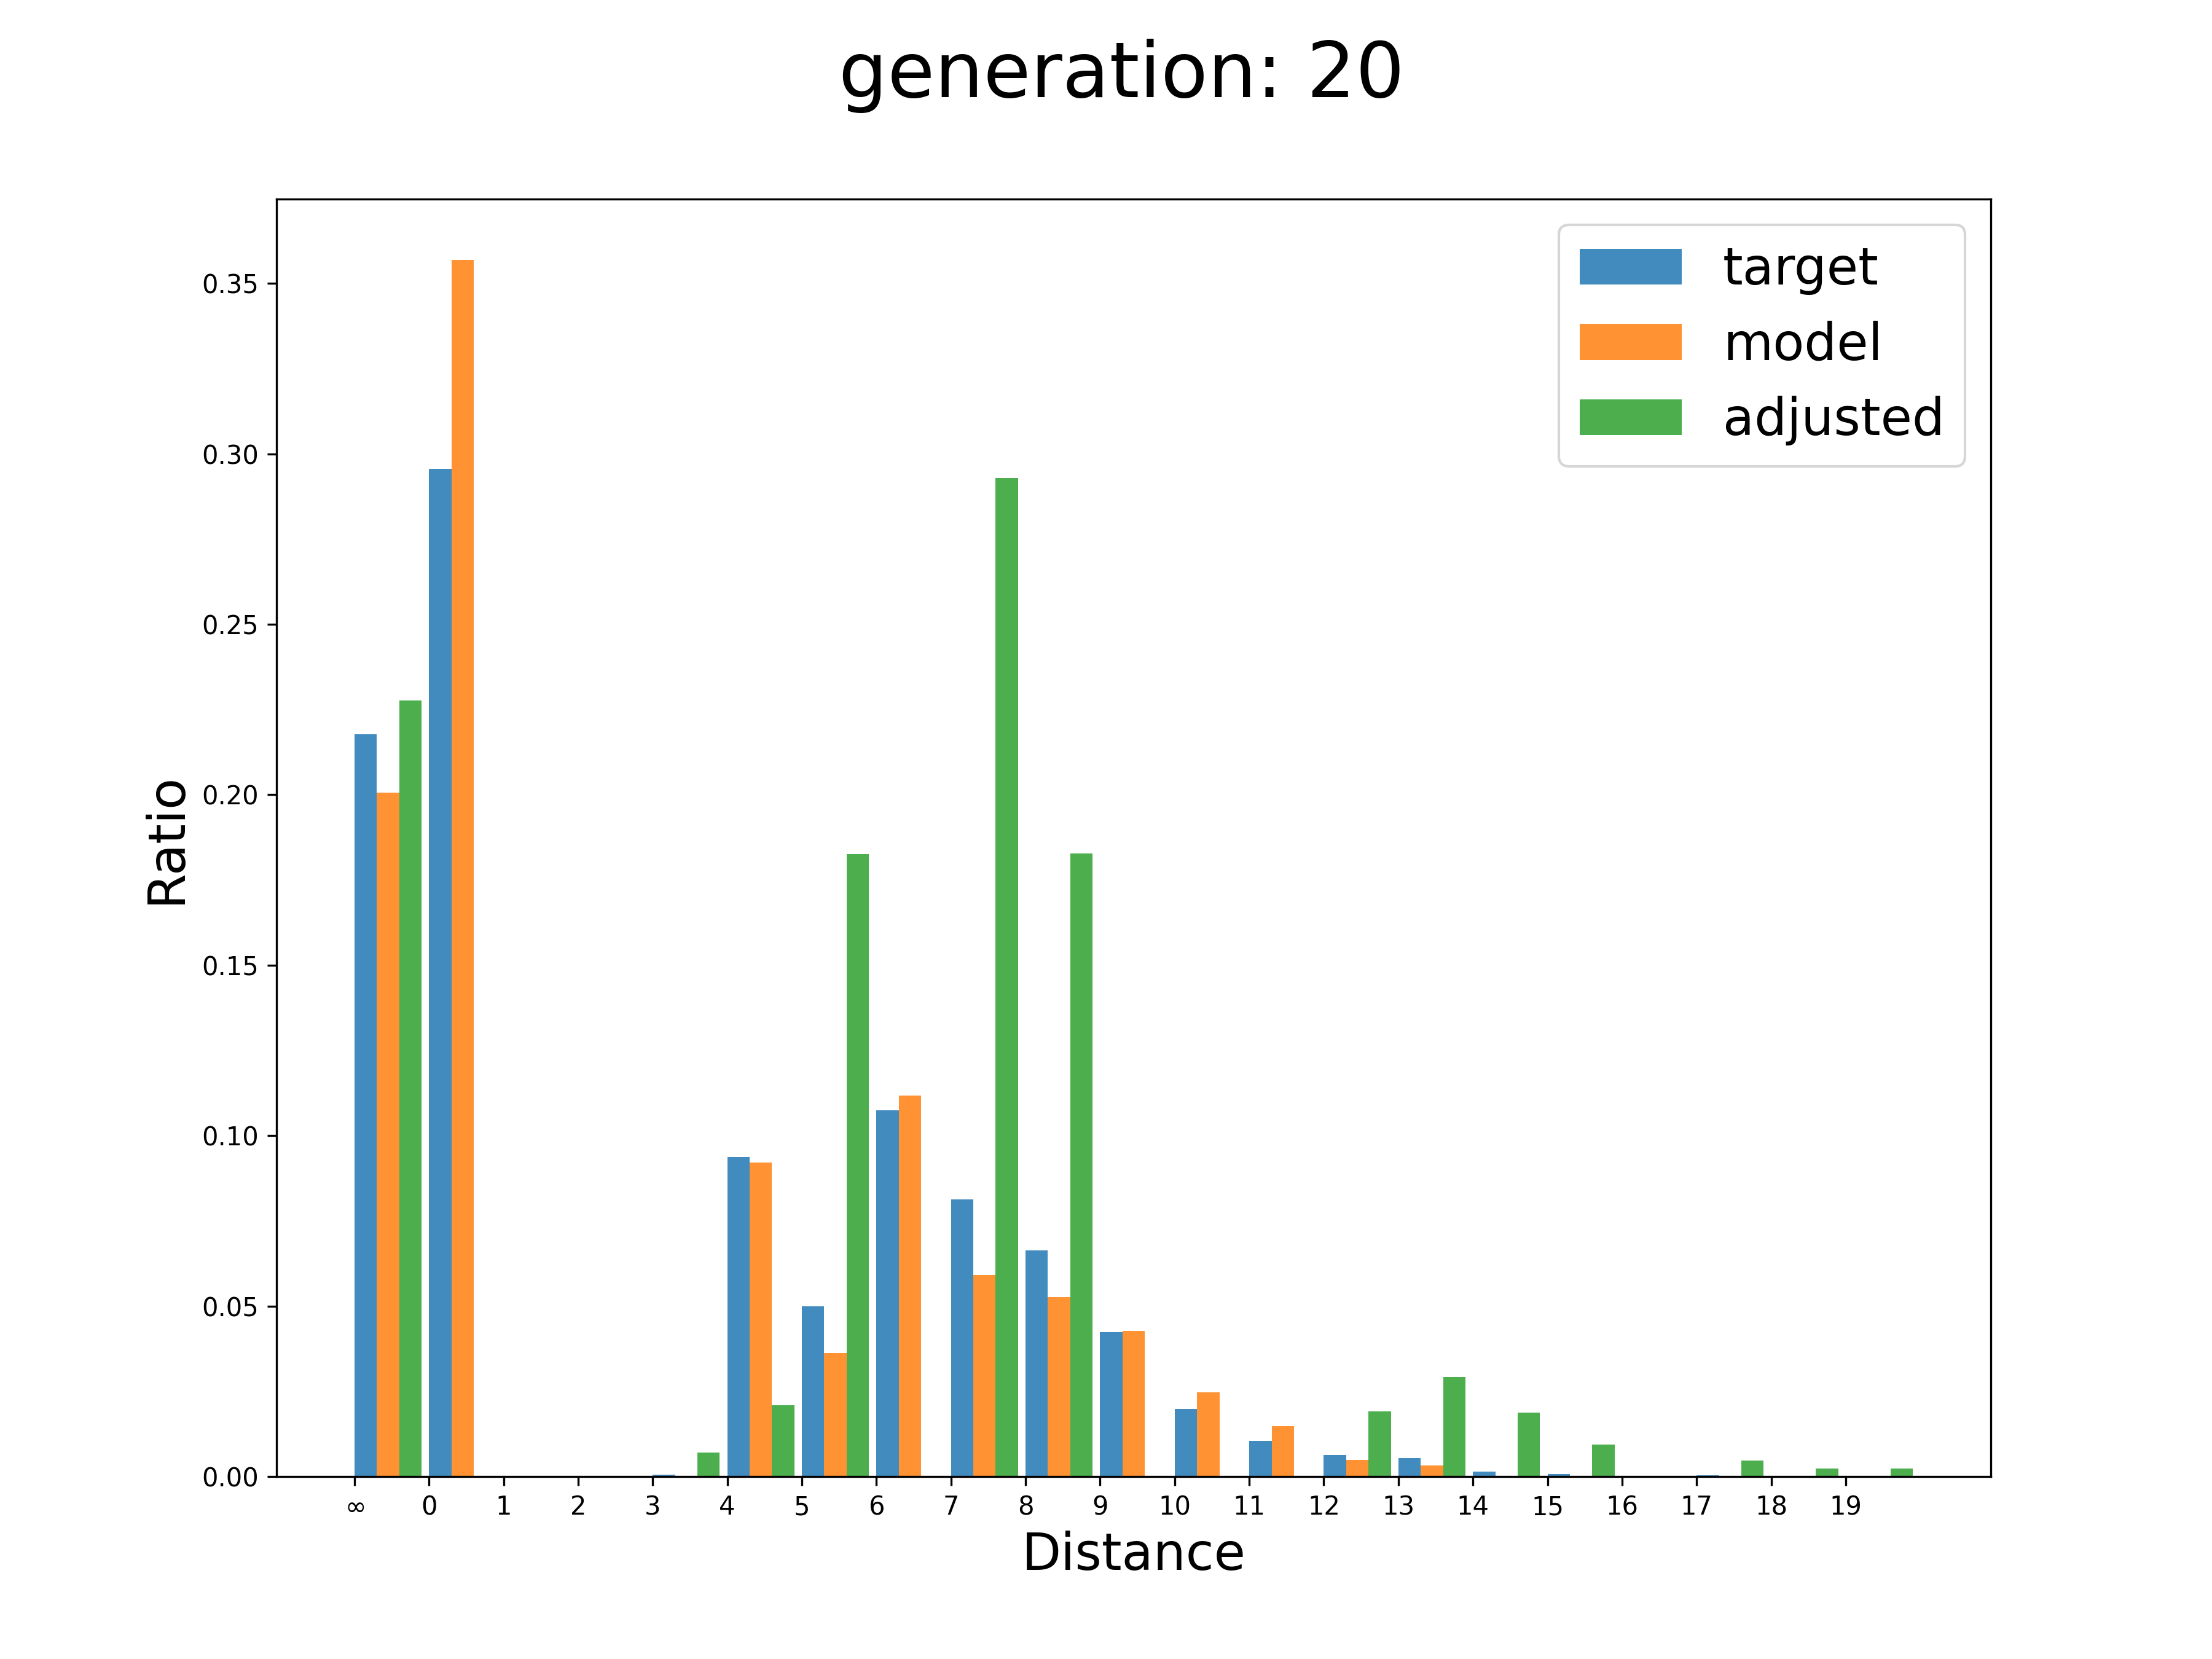 generation: 20
target
model
adjusted
Ratio
0.35
0.30
0.25
0.20
0.15
0.10
0.05
0.00
∞ 0 1 2 3 4 5 6 7 8 9 10 11 12 13 14 15 16 17 18 19
Distance